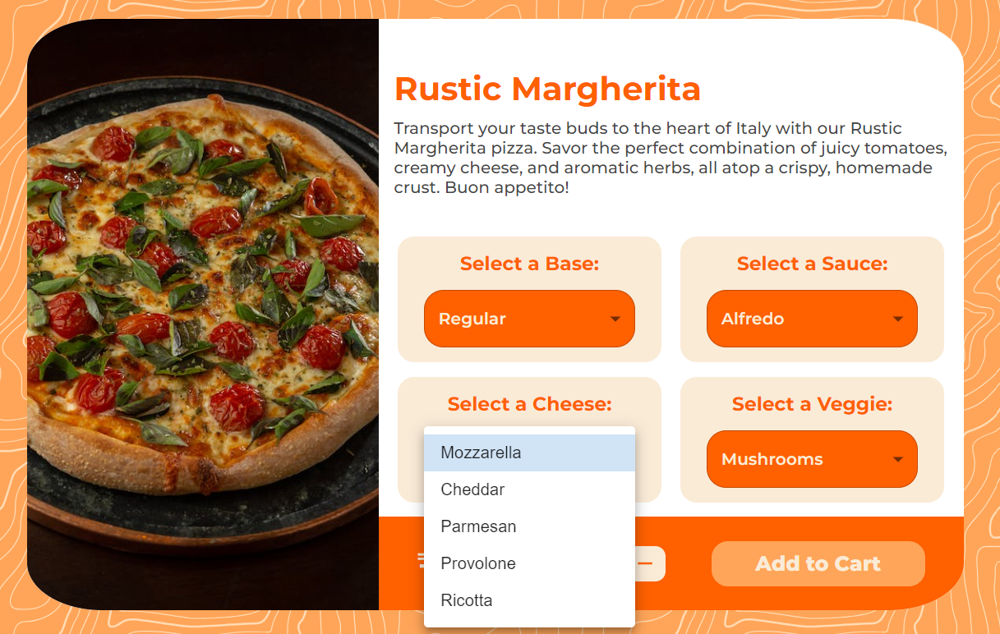 Rustic Margherita
Transport your taste buds to the heart of Italy with our Rustic
Margherita pizza. Savor the perfect combination of juicy tomatoes,
creamy cheese, and aromatic herbs, all atop a crispy, homemade
crust. Buon appetito!
Select a Base:
Regular
Select a Sauce:
Alfredo
Select a Cheese:
Mozzarella
Cheddar
Parmesan
Provolone
Ricotta
Select a Veggie:
Mushrooms
Add to Cart